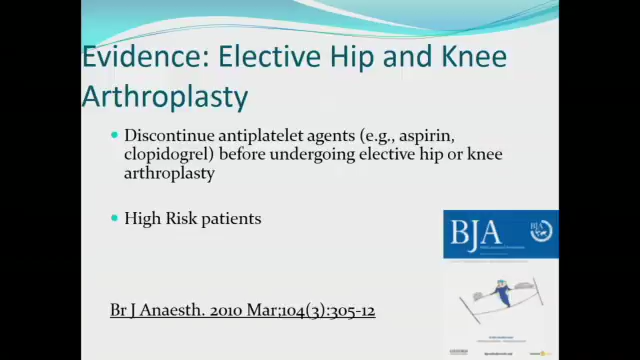 Evidence: Elective Hip and Knee
Arthroplasty
Discontinue antiplatelet agents (e.g., aspirin,
clopidogrel) before undergoing elective hip or knee
arthroplasty
High Risk patients
BJA
Br J Anaesth. 2010 Mar;104(3):305-12